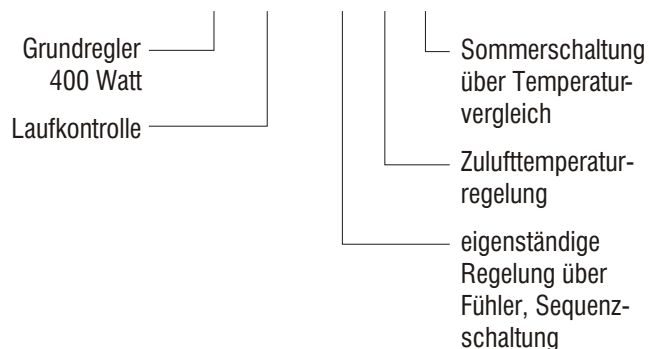 Grundregler
400 Watt
Laufkontrolle
Sommerschaltung
über Temperatur-
vergleich
Zulufttemperatur-
regelung
eigenständige
Regelung über
Fühler, Sequenz-
schaltung